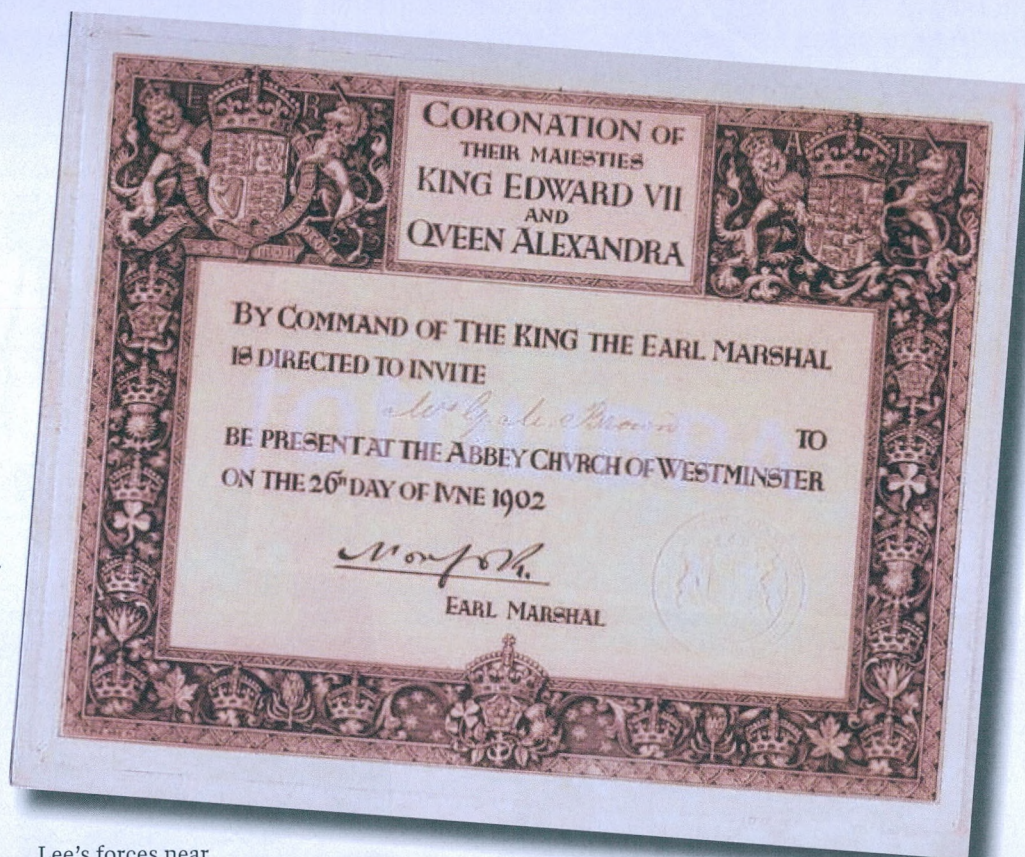 E R
A R
CORONATION OF
THEIR MAIESTIES
KING EDWARD VII
AND
QVEEN ALEXANDRA
BY COMMAND OF THE KING THE EARL MARSHAL
IS DIRECTED TO INVITE
Brown TO
BE PRESENT AT THE ABBEY CHVRCH OF WESTMINSTER
ON THE 26TH DAY OF IVNE 1902
Norfolk
EARL MARSHAL
Lee's forces near